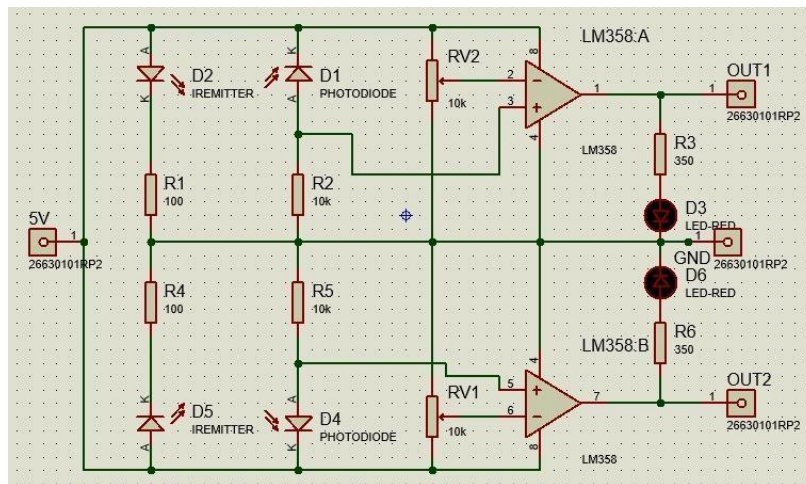 LM358:A
A
K
8
D2
IREMITTER
D1
PHOTODIODE
RV2
10k
2
3
1
OUT1
1
26630101RP2
K
A
4
LM358
R3
350
R1
100
R2
10k
5V
1
26630101RP2
D3
LED-RED
1
26630101RP2
GND
D6
LED-RED
R4
100
R5
10k
LM358:B
R6
350
4
K
A
RV1
10k
5
6
7
OUT2
1
26630101RP2
D5
IREMITTER
D4
PHOTODIODE
A
K
8
LM358